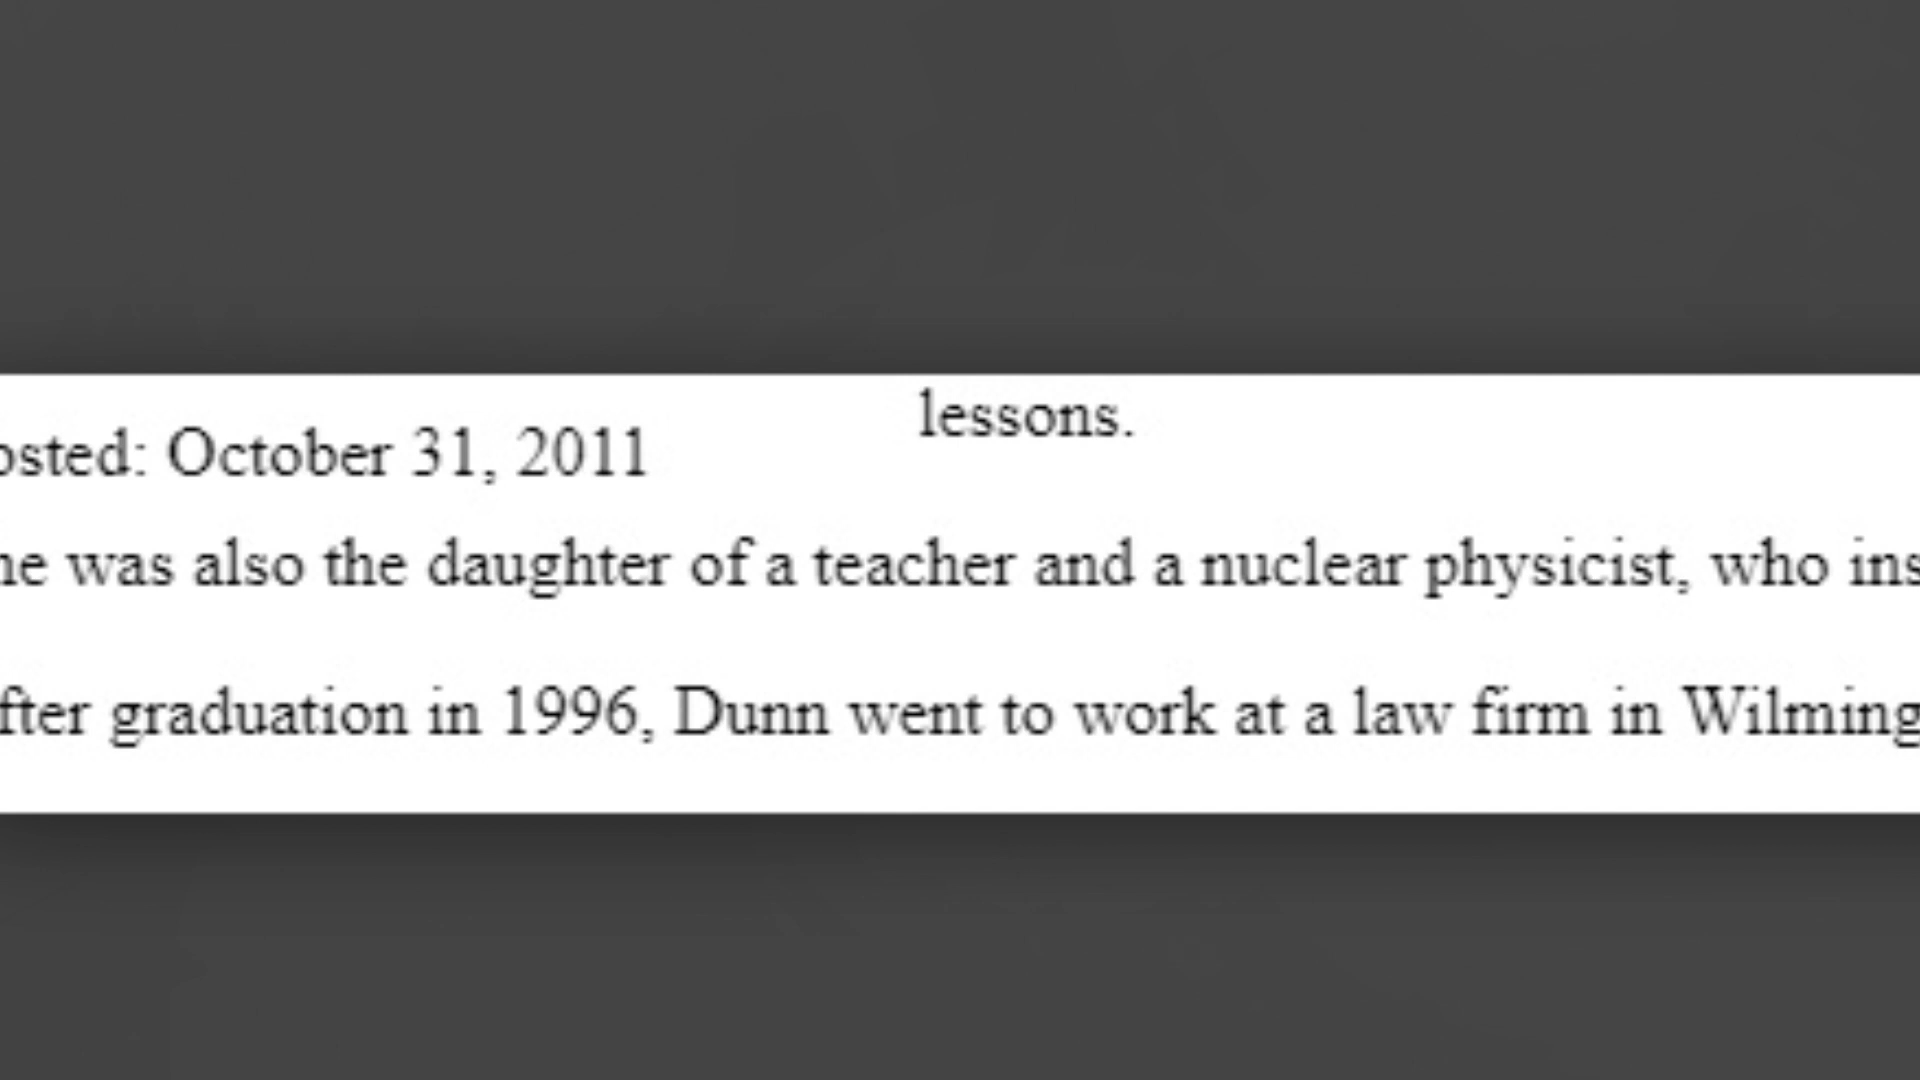 lessons.
osted: October 31, 2011
he was also the daughter of a teacher and a nuclear physicist, who ins
fter graduation in 1996, Dunn went to work at a law firm in Wilming